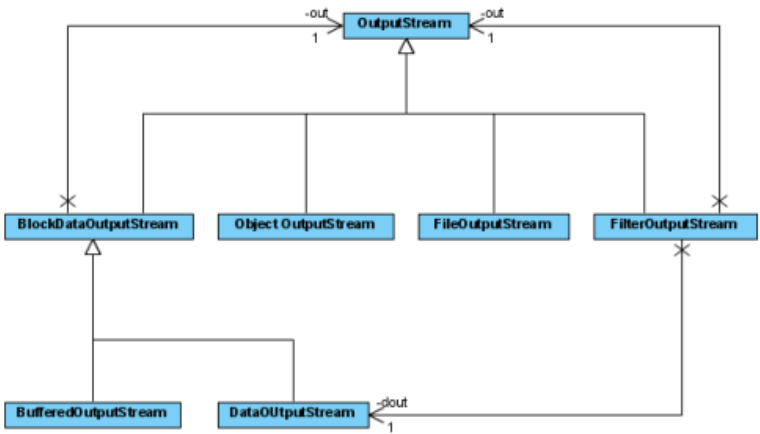 -out
OutputStream
-out
1
1
BlockDataOutputStream
Object OutputStream
FileOutputStream
FilterOutputStream
BufferedOutputStream
DataOUtputStream
-dout
1